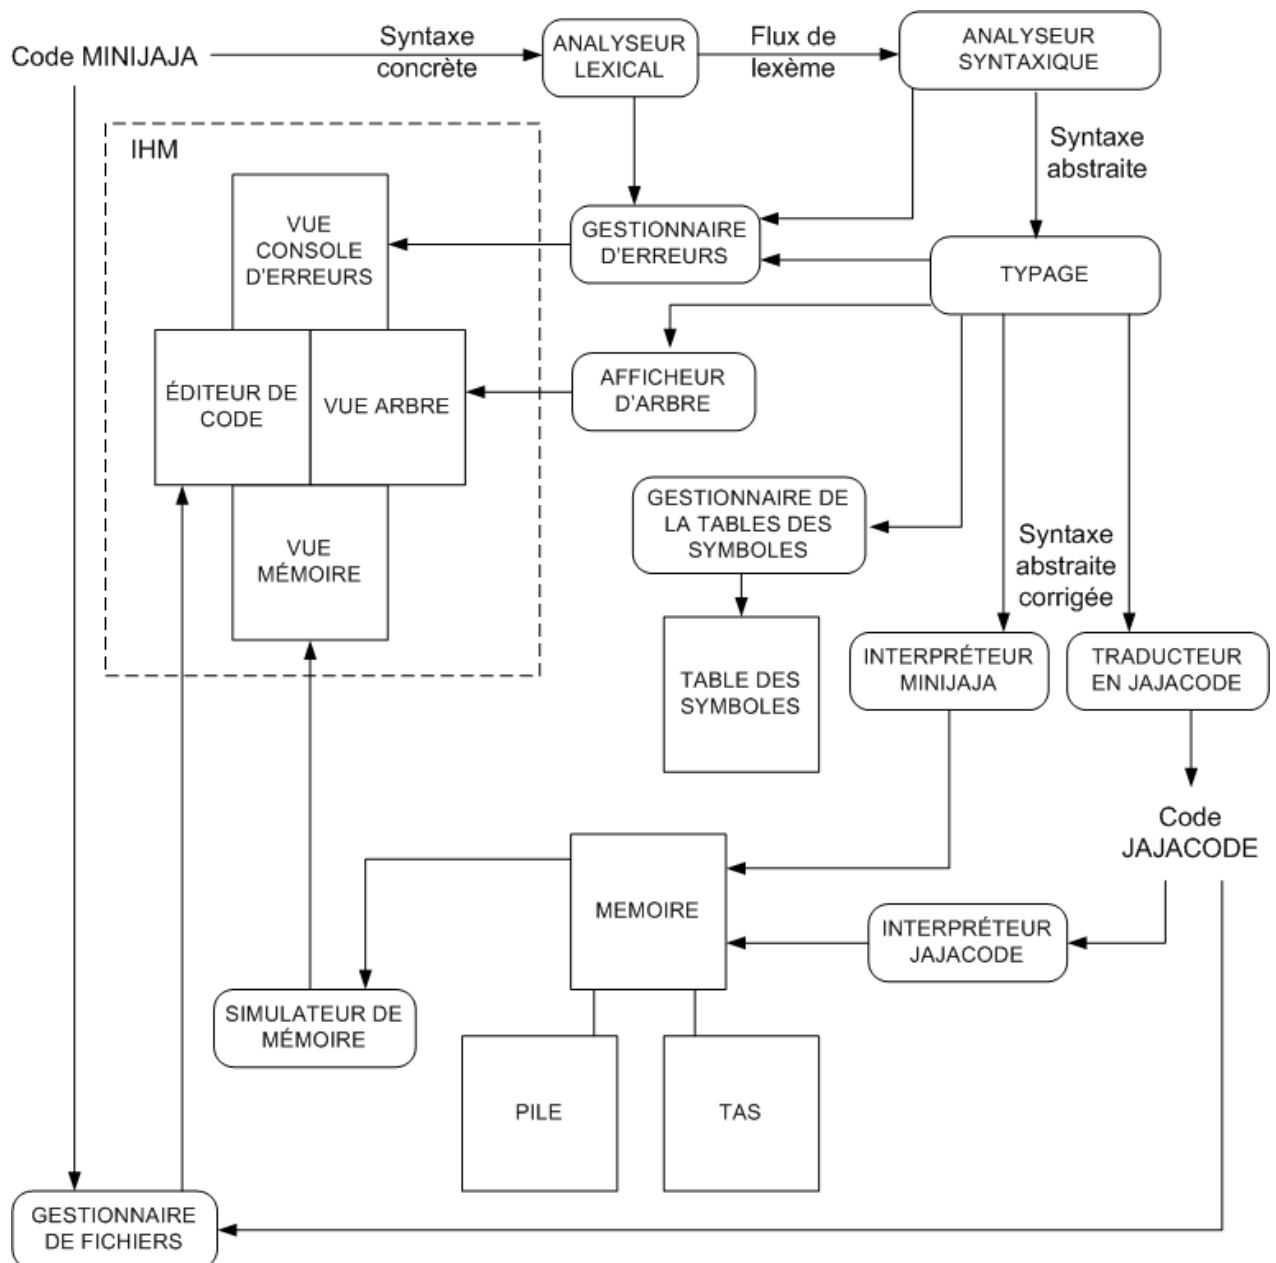 Code MINIJAJA
Syntaxe
concrète
ANALYSEUR
LEXICAL
Flux de
lexème
ANALYSEUR
SYNTAXIQUE
Syntaxe
abstraite
IHM
VUE
CONSOLE
D'ERREURS
GESTIONNAIRE
D'ERREURS
TYPAGE
ÉDITEUR DE
CODE
VUE ARBRE
AFFICHEUR
D'ARBRE
GESTIONNAIRE DE
LA TABLES DES
SYMBOLES
VUE
MÉMOIRE
Syntaxe
abstraite
corrigée
TABLE DES
SYMBOLES
INTERPRÉTEUR
MINIJAJA
TRADUCTEUR
EN JAJACODE
Code
JAJACODE
MEMOIRE
INTERPRÉTEUR
JAJACODE
SIMULATEUR DE
MÉMOIRE
PILE
TAS
GESTIONNAIRE
DE FICHIERS